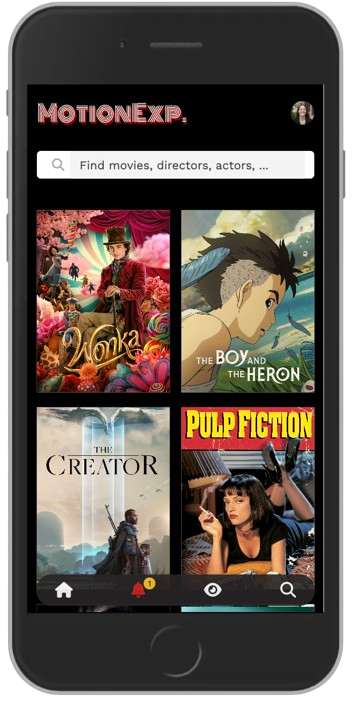 MOTIONEXP.
Find movies, directors, actors, ...
Wonka
THE BOY AND
THE HERON
THE
CREATOR
PULP FICTION
1